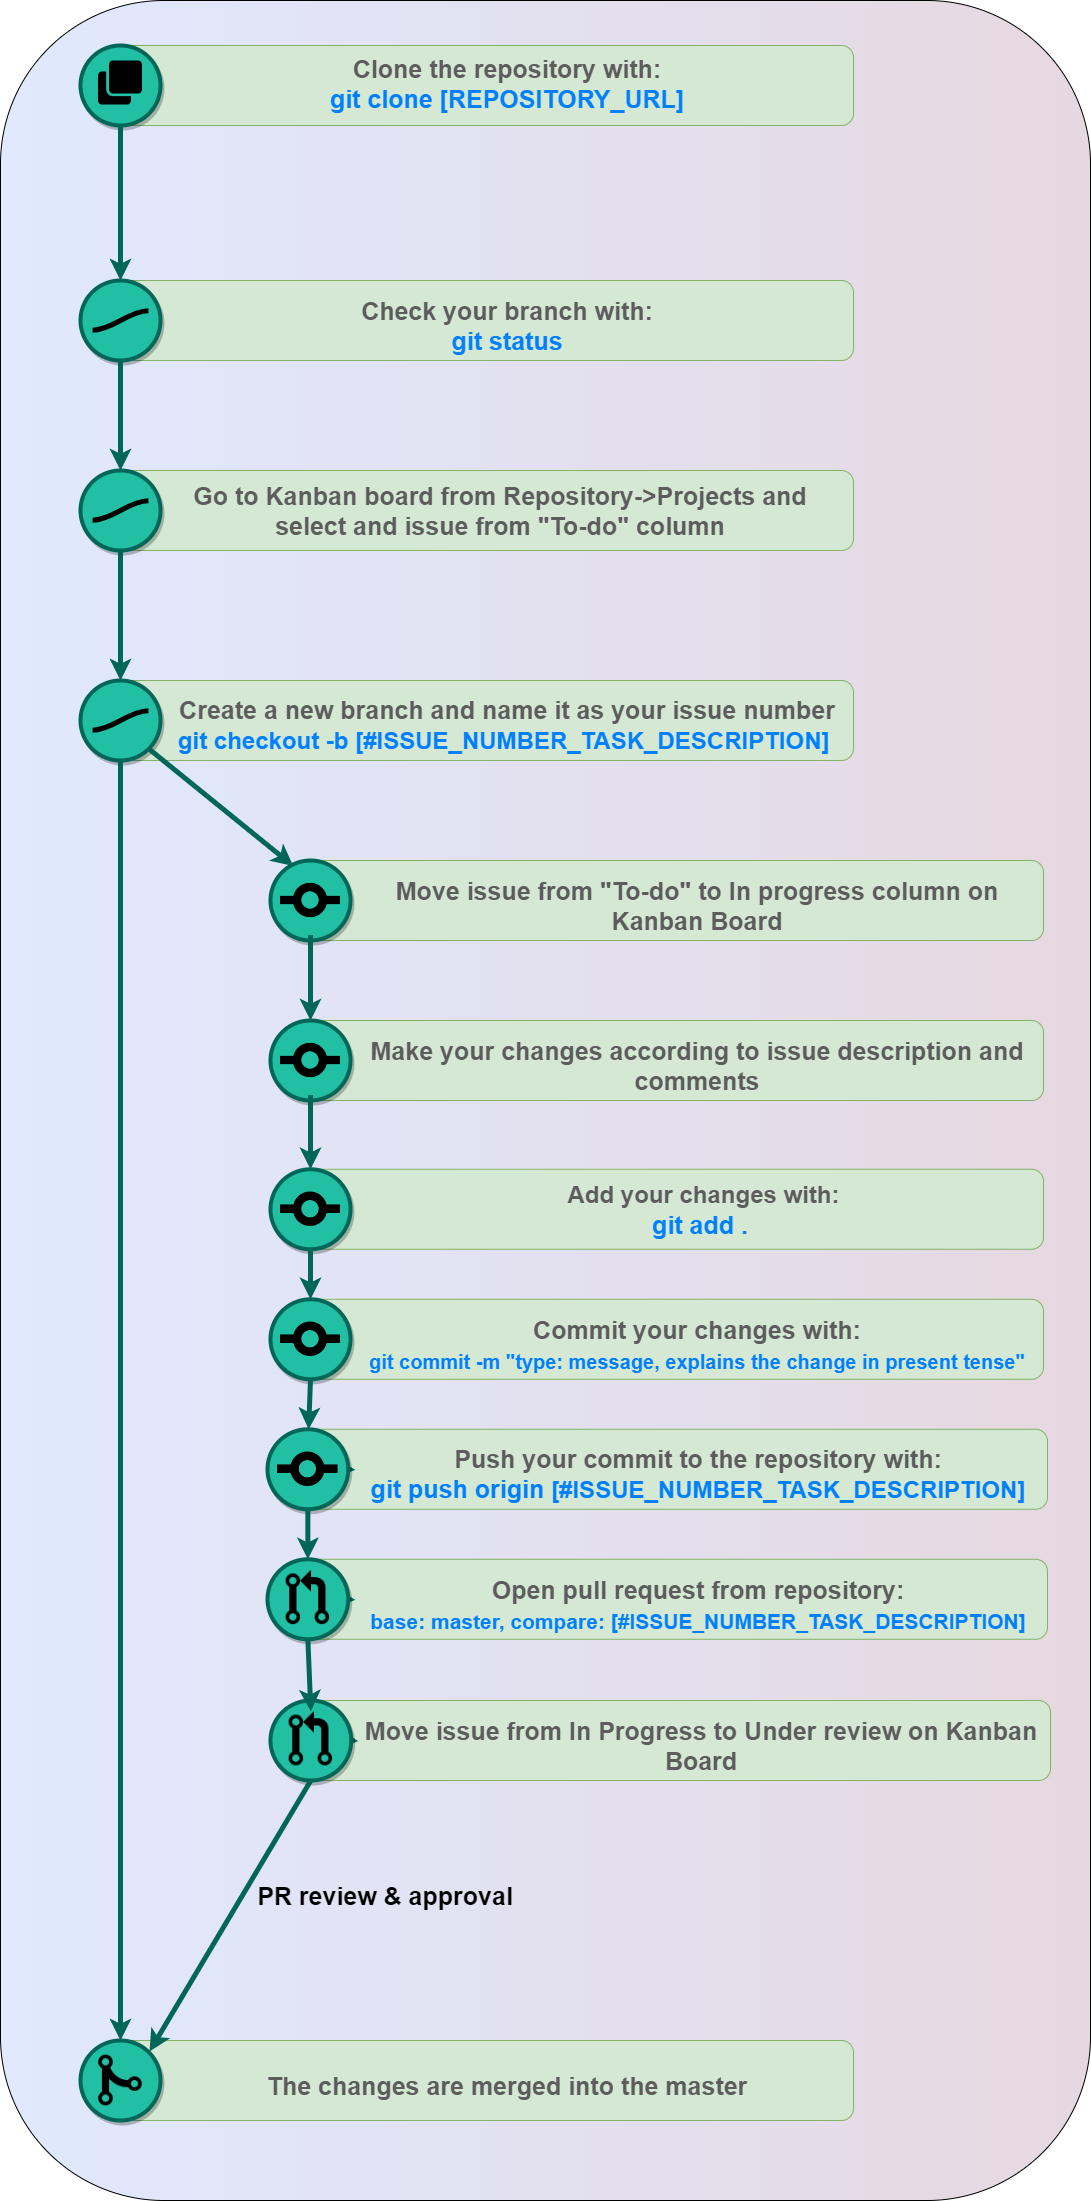 Clone the repository with:
git clone [REPOSITORY_URL]
Check your branch with:
git status
Go to Kanban board from Repository->Projects and
select and issue from "To-do" column
Create a new branch and name it as your issue number
git checkout -b [#ISSUE_NUMBER_TASK_DESCRIPTION]
Move issue from "To-do" to In progress column on
Kanban Board
Make your changes according to issue description and
comments
Add your changes with:
git add .
Commit your changes with:
git commit -m "type: message, explains the change in present tense"
Push your commit to the repository with:
git push origin [#ISSUE_NUMBER_TASK_DESCRIPTION]
Open pull request from repository:
base: master, compare: [#ISSUE_NUMBER_TASK_DESCRIPTION]
Move issue from In Progress to Under review on Kanban
Board
PR review & approval
The changes are merged into the master